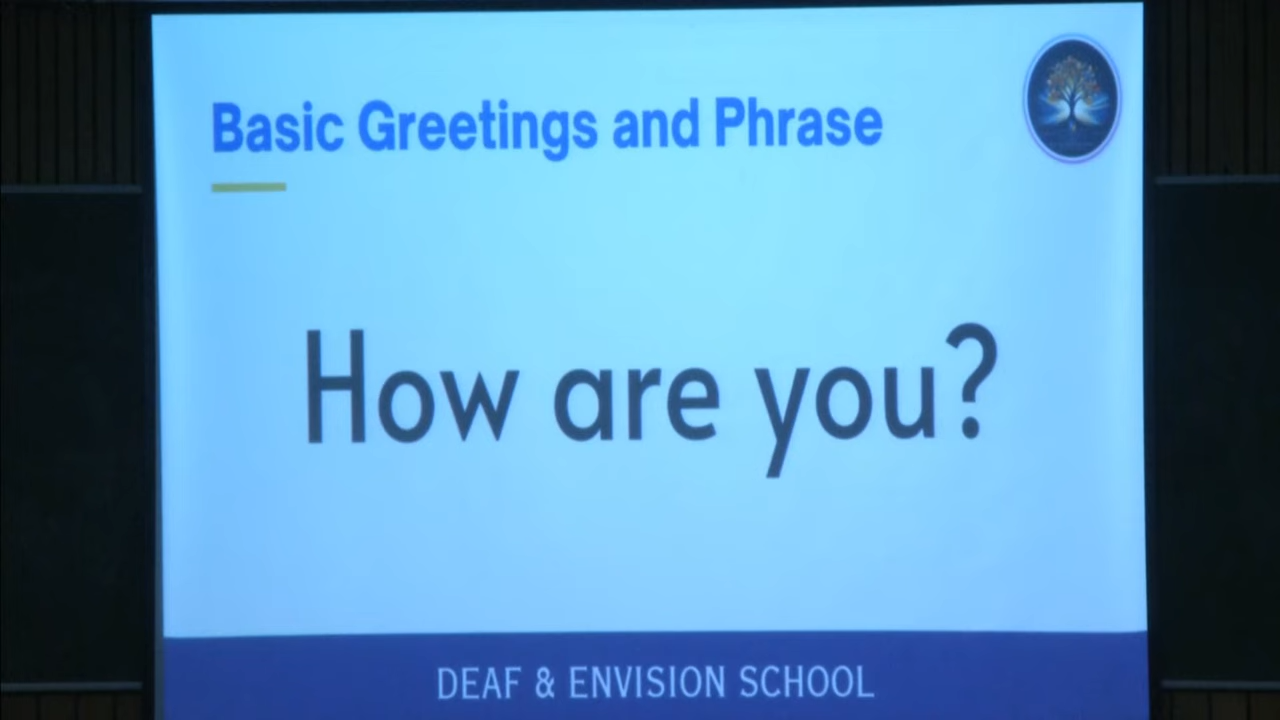 Basic Greetings and Phrase
How are you?
DEAF & ENVISION SCHOOL